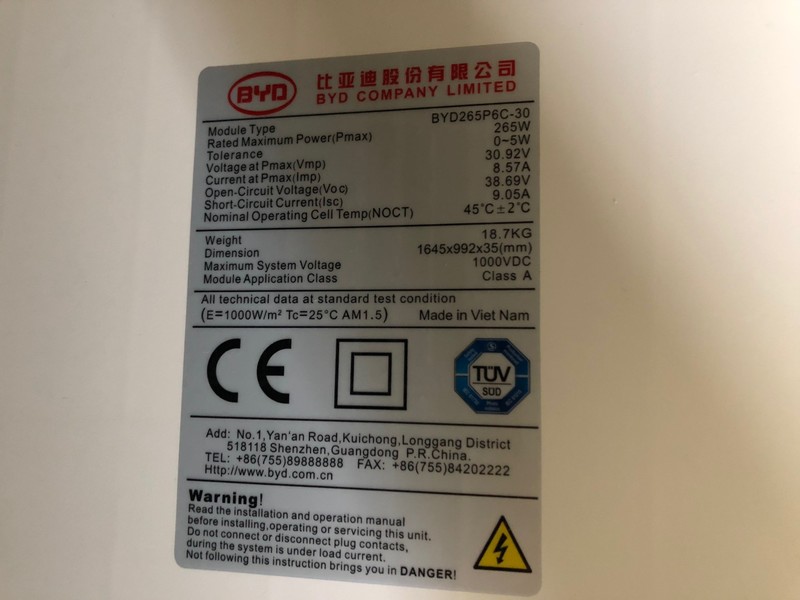 BYD 比亚迪股份有限公司
BYD COMPANY LIMITED
Module Type BYD265P6C-30
Rated Maximum Power(Pmax) 265W
Tolerance 0~5W
Voltage at Pmax(Vmp) 30.92V
Current at Pmax(Imp) 8.57A
Open-Circuit Voltage(Voc) 38.69V
Short-Circuit Current(Isc) 9.05A
Nominal Operating Cell Temp(NOCT) 45°C±2°C
Weight 18.7KG
Dimension 1645x992x35(mm)
Maximum System Voltage 1000VDC
Module Application Class Class A
All technical data at standard test condition
(E=1000W/m² Tc=25°C AM1.5) Made in Viet Nam
CE
TÜV
SÜD
Add: No.1,Yan'an Road,Kuichong,Longgang District
518118 Shenzhen,Guangdong P.R.China.
TEL: +86(755)89888888 FAX: +86(755)84202222
Http://www.byd.com.cn
Warning!
Read the installation and operation manual
before installing,operating or servicing this unit.
Do not connect or disconnect plug contacts,
during the system is under load current.
Not following this instruction brings you in DANGER!